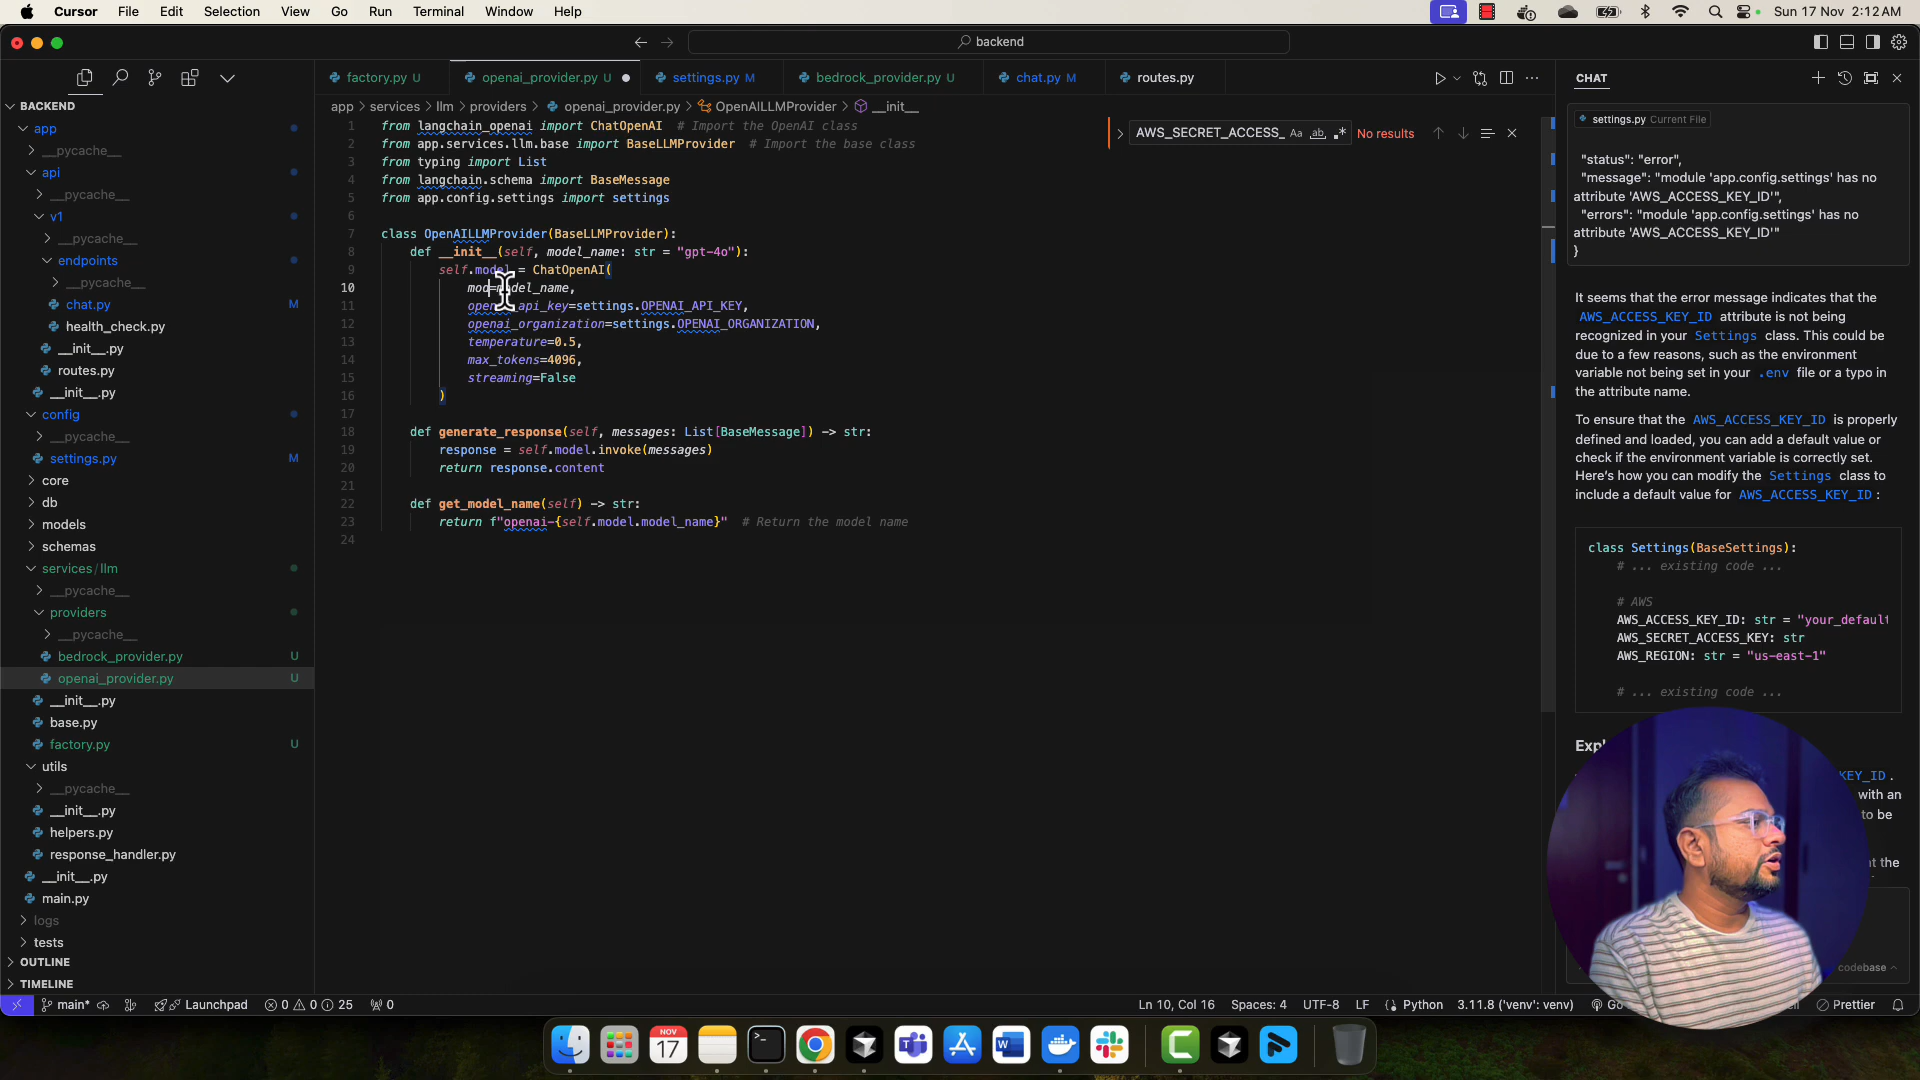 Cursor File Edit Selection View Go Run Terminal Window Help
Sun 17 Nov 2:12 AM
backend
factory.py U openai_provider.py U settings.py M bedrock_provider.py U chat.py M routes.py
CHAT
BACKEND
app
__pycache__
api
__pycache__
v1
__pycache__
endpoints
__pycache__
chat.py M
health_check.py
__init__.py
routes.py
__init__.py
config
__pycache__
settings.py M
core
db
models
schemas
services/llm
__pycache__
providers
__pycache__
bedrock_provider.py U
openai_provider.py U
__init__.py
base.py
factory.py U
utils
__pycache__
__init__.py
helpers.py
response_handler.py
__init__.py
main.py
logs
tests
OUTLINE
TIMELINE
app > services > llm > providers > openai_provider.py > OpenAILLMProvider > __init__
AWS_SECRET_ACCESS_ Aa ab .* No results
1 from langchain_openai import ChatOpenAI # Import the OpenAI class
2 from app.services.llm.base import BaseLLMProvider # Import the base class
3 from typing import List
4 from langchain.schema import BaseMessage
5 from app.config.settings import settings
6
7 class OpenAILLMProvider(BaseLLMProvider):
8 def __init__(self, model_name: str = "gpt-4o"):
9 self.model = ChatOpenAI(
10 mod=model_name,
11 openai_api_key=settings.OPENAI_API_KEY,
12 openai_organization=settings.OPENAI_ORGANIZATION,
13 temperature=0.5,
14 max_tokens=4096,
15 streaming=False
16 )
17
18 def generate_response(self, messages: List[BaseMessage]) -> str:
19 response = self.model.invoke(messages)
20 return response.content
21
22 def get_model_name(self) -> str:
23 return f"openai-{self.model.model_name}" # Return the model name
24
settings.py Current File
"status": "error",
"message": "module 'app.config.settings' has no
attribute 'AWS_ACCESS_KEY_ID'",
"errors": "module 'app.config.settings' has no
attribute 'AWS_ACCESS_KEY_ID'"
}
It seems that the error message indicates that the
AWS_ACCESS_KEY_ID attribute is not being
recognized in your Settings class. This could be
due to a few reasons, such as the environment
variable not being set in your .env file or a typo in
the attribute name.
To ensure that the AWS_ACCESS_KEY_ID is properly
defined and loaded, you can add a default value or
check if the environment variable is correctly set.
Here's how you can modify the Settings class to
include a default value for AWS_ACCESS_KEY_ID :
class Settings(BaseSettings):
# ... existing code ...
# AWS
AWS_ACCESS_KEY_ID: str = "your_default
AWS_SECRET_ACCESS_KEY: str
AWS_REGION: str = "us-east-1"
# ... existing code ...
KEY_ID .
with an
to be
the
codebase
main* Launchpad 0 0 25 0
Ln 10, Col 16 Spaces: 4 UTF-8 LF Python 3.11.8 ('venv': venv) Go Prettier
NOV
17